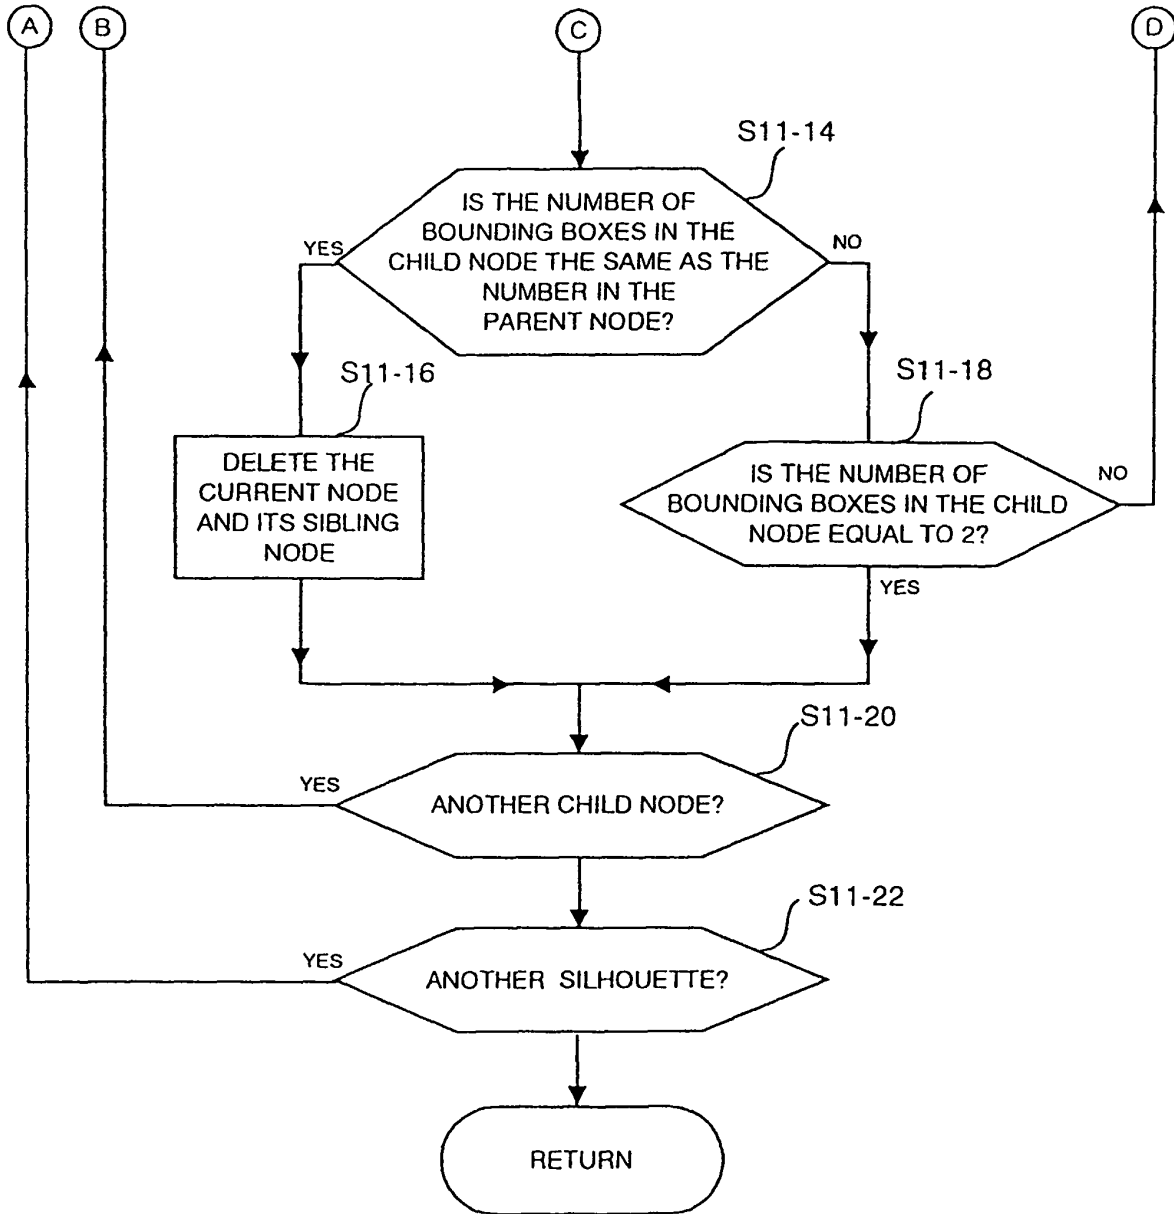 A
B
C
D
S11-14
IS THE NUMBER OF
BOUNDING BOXES IN THE
CHILD NODE THE SAME AS THE
NUMBER IN THE
PARENT NODE?
YES
NO
S11-16
S11-18
DELETE THE
CURRENT NODE
AND ITS SIBLING
NODE
IS THE NUMBER OF
BOUNDING BOXES IN THE CHILD
NODE EQUAL TO 2?
NO
YES
S11-20
YES
ANOTHER CHILD NODE?
S11-22
YES
ANOTHER SILHOUETTE?
RETURN